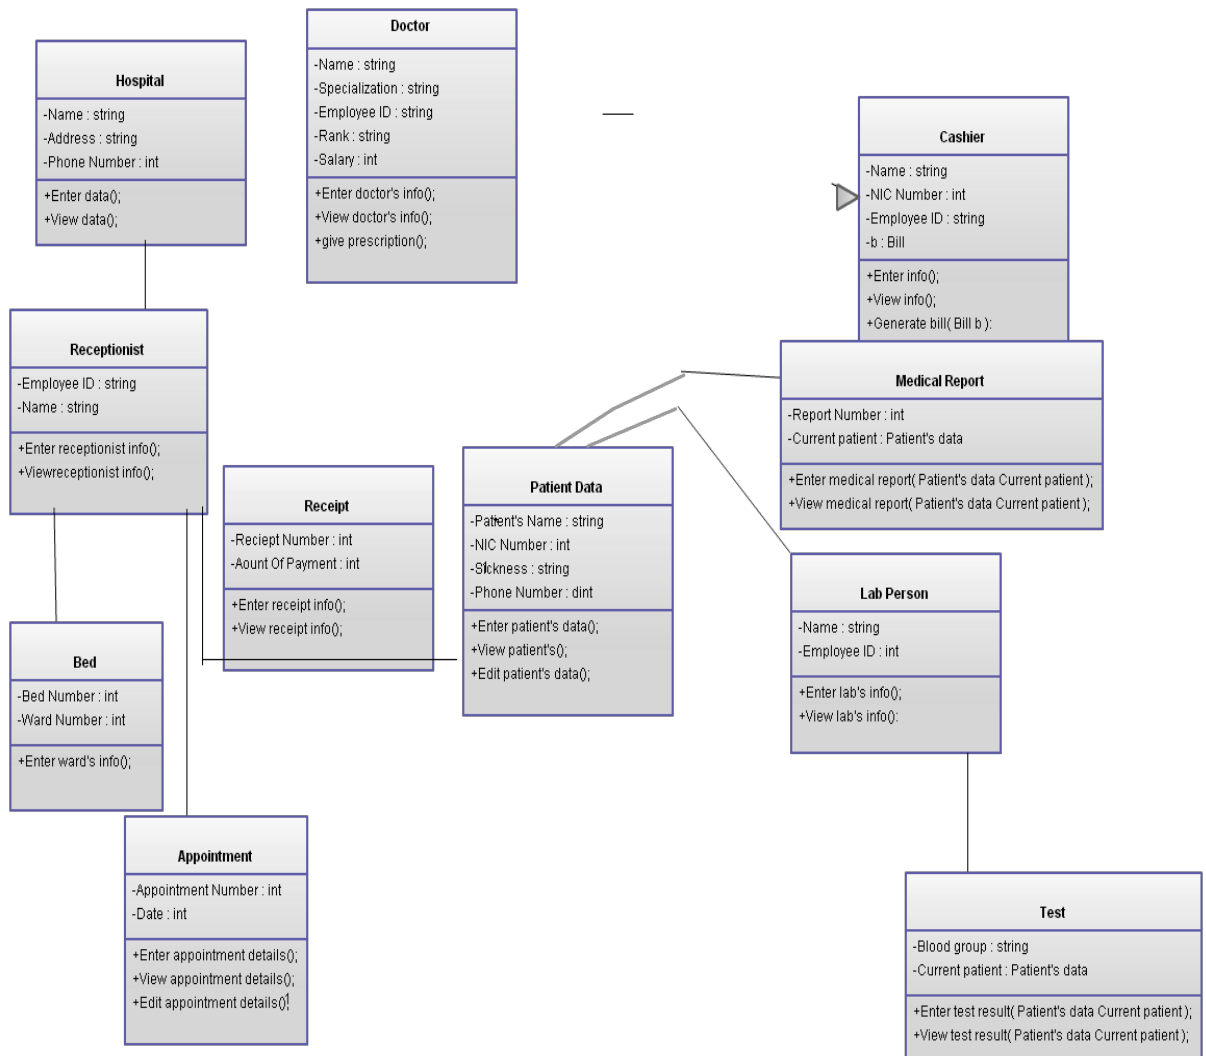 Hospital
-Name : string
-Address : string
-Phone Number : int
+Enter data();
+View data();
Doctor
-Name : string
-Specialization : string
-Employee ID : string
-Rank : string
-Salary : int
+Enter doctor's info();
+View doctor's info();
+give prescription();
Cashier
-Name : string
-NIC Number : int
-Employee ID : string
-b : Bill
+Enter info();
+View info();
+Generate bill( Bill b ):
Receptionist
-Employee ID : string
-Name : string
+Enter receptionist info();
+Viewreceptionist info();
Medical Report
-Report Number : int
-Current patient : Patient's data
+Enter medical report( Patient's data Current patient );
+View medical report( Patient's data Current patient );
Receipt
-Reciept Number : int
-Aount Of Payment : int
+Enter receipt info();
+View receipt info();
Patient Data
-Patient's Name : string
-NIC Number : int
-Sickness : string
-Phone Number : dint
+Enter patient's data();
+View patient's();
+Edit patient's data();
Lab Person
-Name : string
-Employee ID : int
+Enter lab's info();
+View lab's info():
Bed
-Bed Number : int
-Ward Number : int
+Enter ward's info();
Appointment
-Appointment Number : int
-Date : int
+Enter appointment details();
+View appointment details();
+Edit appointment details();
1
Test
-Blood group : string
-Current patient : Patient's data
+Enter test result( Patient's data Current patient );
+View test result( Patient's data Current patient );